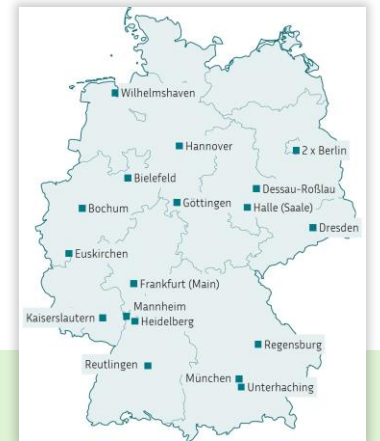 Wilhelmshaven
Hannover
2 x Berlin
Bielefeld
Dessau-Roßlau
Bochum
Göttingen
Halle (Saale)
Dresden
Euskirchen
Frankfurt (Main)
Mannheim
Kaiserslautern
Heidelberg
Regensburg
Reutlingen
München
Unterhaching